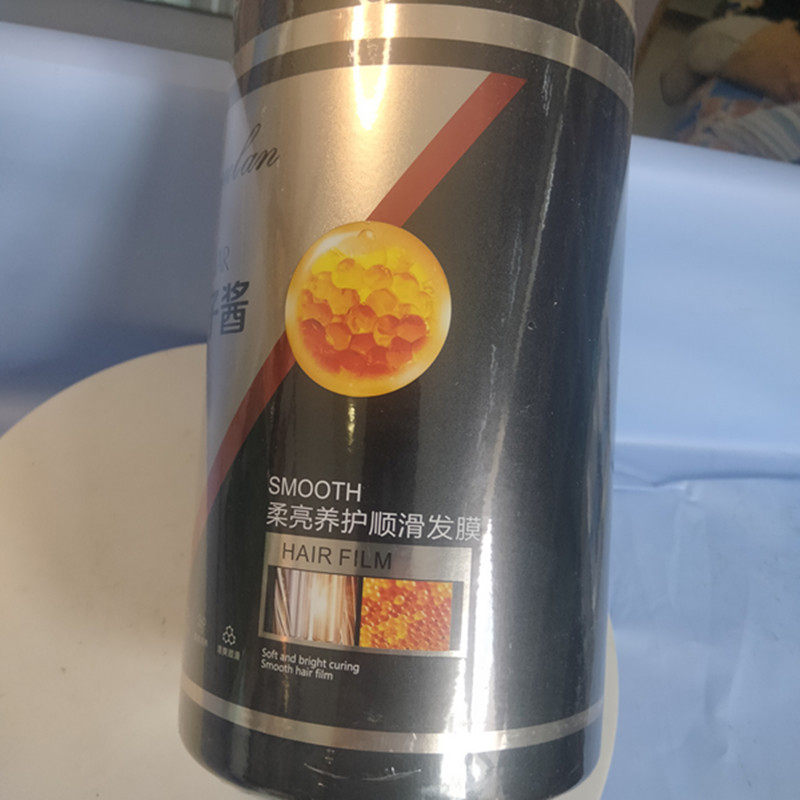 酱
SMOOTH
柔亮养护顺滑发膜
HAIR FILM
Soft and bright curing
Smooth hair film